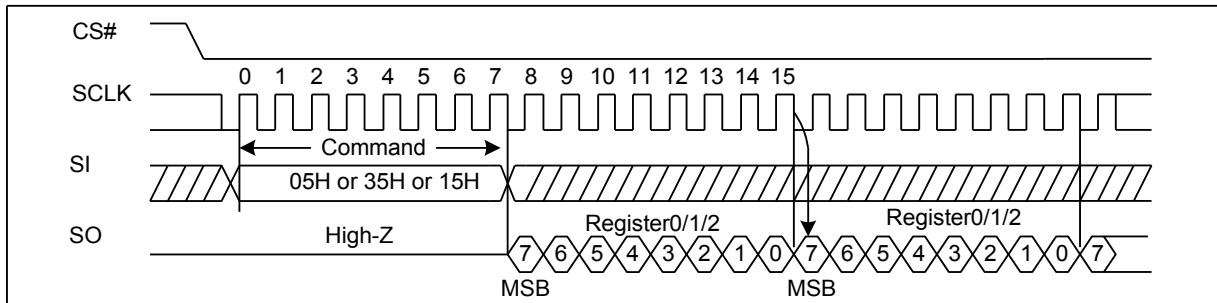 CS#
0 1 2 3 4 5 6 7 8 9 10 11 12 13 14 15
SCLK
Command
SI
05H or 35H or 15H
Register0/1/2 Register0/1/2
SO High-Z
7 6 5 4 3 2 1 0 7 6 5 4 3 2 1 0 7
MSB MSB